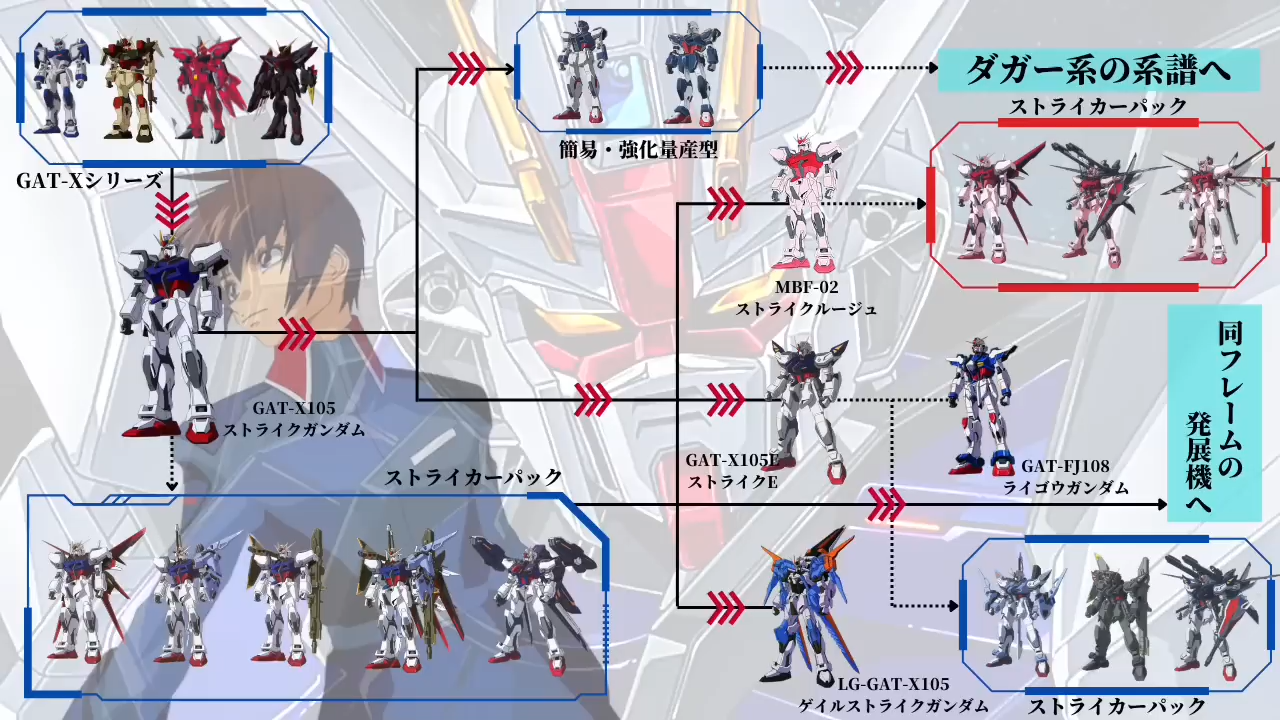 GAT-Xシリーズ
簡易・強化量産型
ダガー系の系譜へ
ストライカーパック
MBF-02
ストライクルージュ
GAT-X105
ストライクガンダム
同フレームの
発展機へ
GAT-X105E
ストライクE
GAT-FJ108
ライゴウガンダム
ストライカーパック
LG-GAT-X105
ゲイルストライクガンダム
ストライカーパック